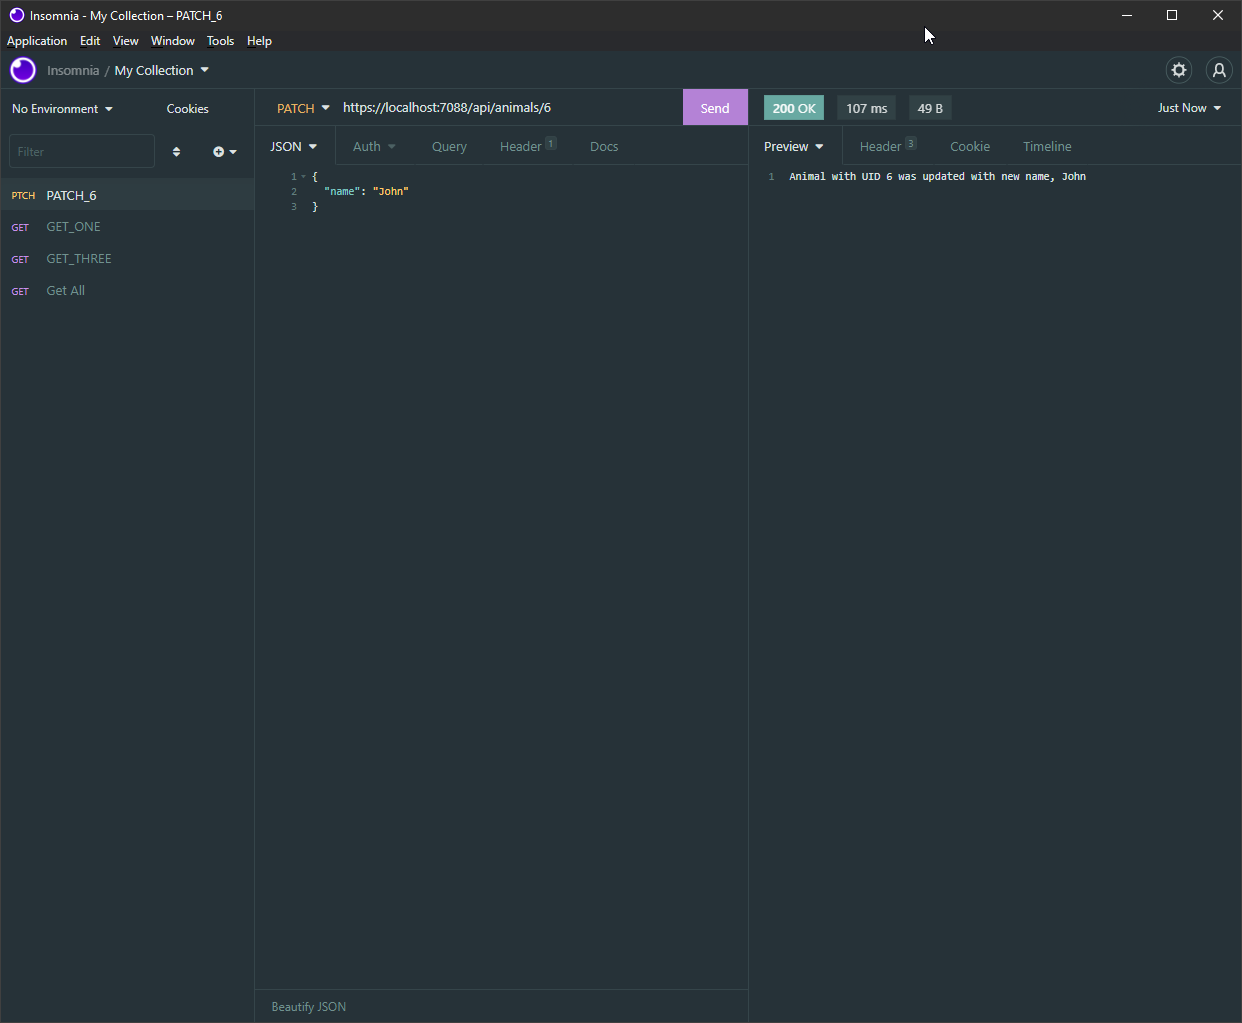 Insomnia - My Collection – PATCH_6
Application Edit View Window Tools Help
Insomnia / My Collection
No Environment Cookies
Filter
PTCH PATCH_6
GET GET_ONE
GET GET_THREE
GET Get All
PATCH https://localhost:7088/api/animals/6 Send
JSON Auth Query Header 1 Docs
1 {
2 "name": "John"
3 }
Beautify JSON
200 OK 107 ms 49 B Just Now
Preview Header 3 Cookie Timeline
1 Animal with UID 6 was updated with new name, John